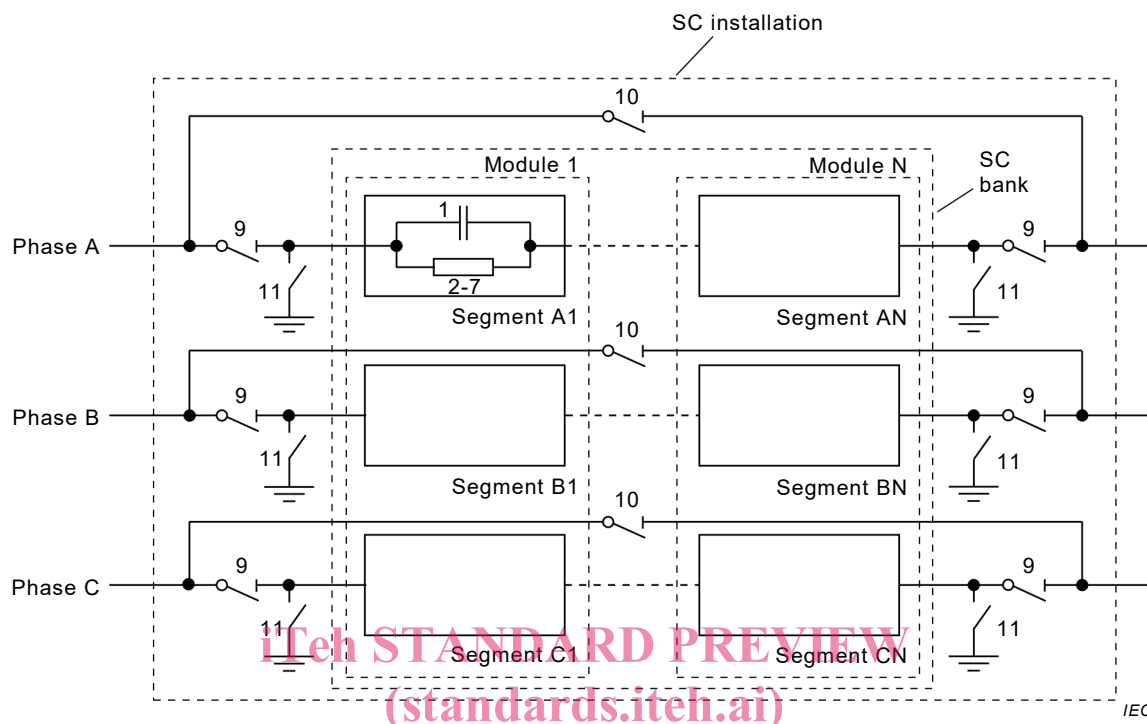 SC installation
10
Module 1
Module N
SC
bank
1
Phase A
9
9
11
2-7
11
Segment A1
Segment AN
10
Phase B
9
9
11
11
Segment B1
Segment BN
10
Phase C
9
9
11
11
Segment C1
Segment CN
iTeh STANDARD PREVIEW
(standards.iteh.ai)
IEC